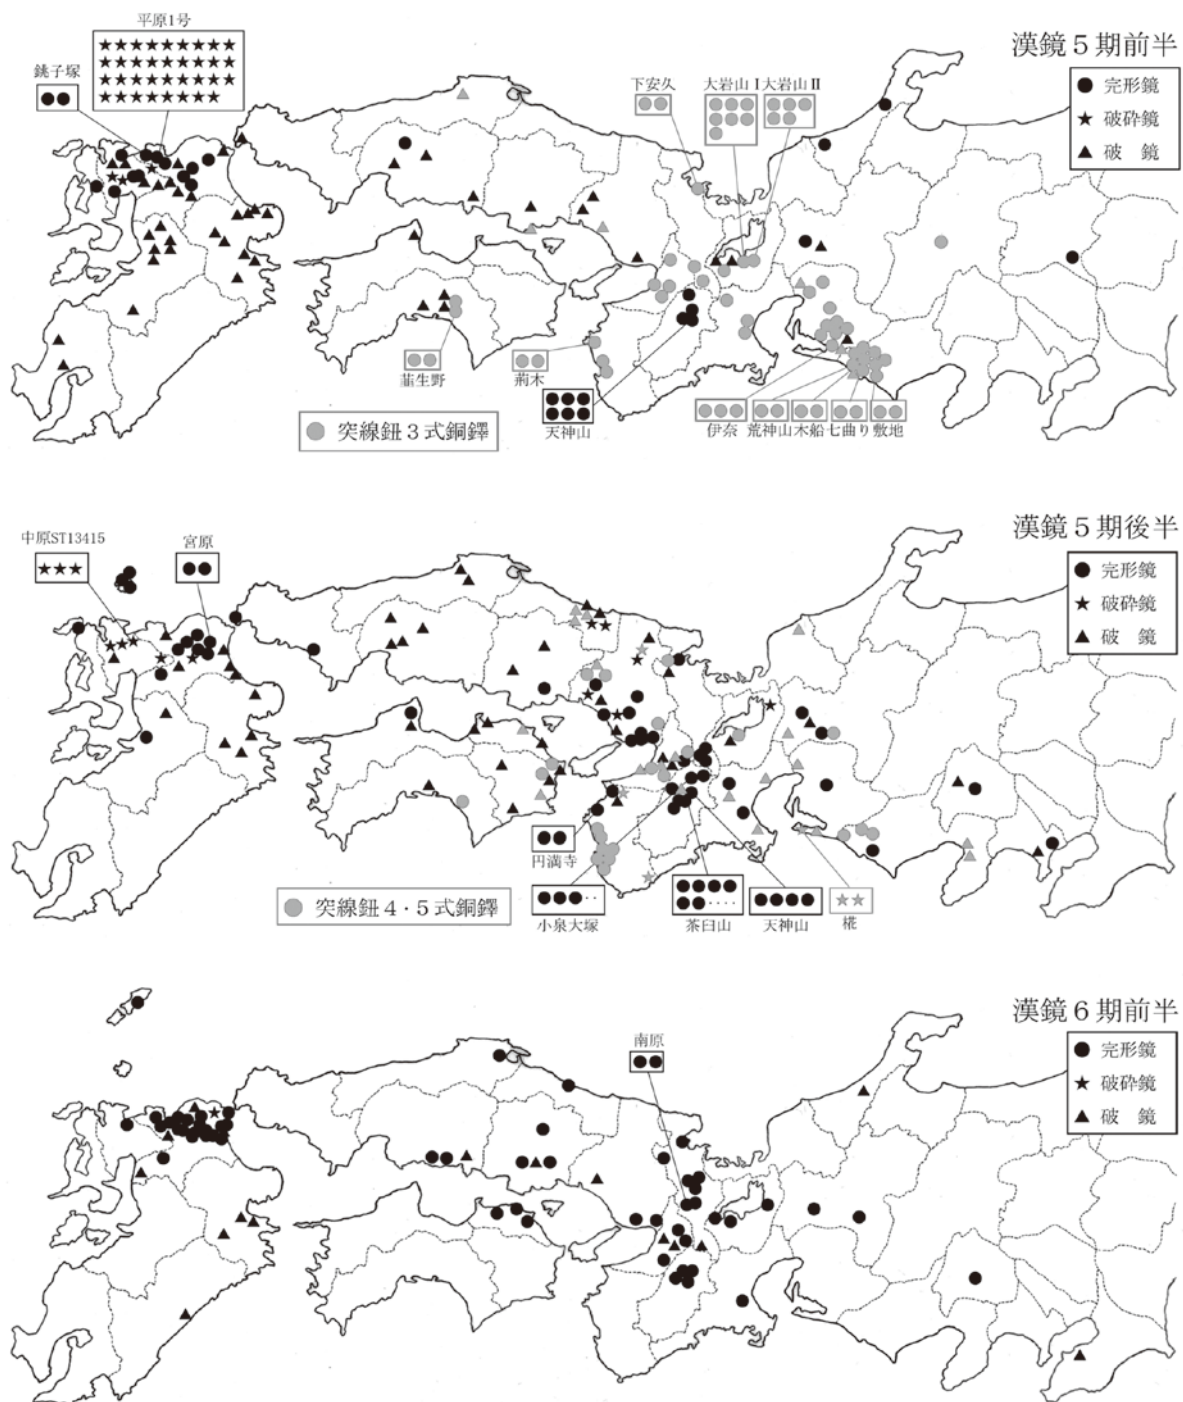 平原1号
銚子塚
漢鏡5期前半
完形鏡
破砕鏡
破　鏡
下安久
大岩山Ⅰ
大岩山Ⅱ
韮生野
荊木
天神山
伊奈
荒神山
木船
七曲り
敷地
突線鈕3式銅鐸
漢鏡5期後半
完形鏡
破砕鏡
破　鏡
中原ST13415
宮原
円満寺
小泉大塚
茶臼山
天神山
椛
突線鈕4・5式銅鐸
漢鏡6期前半
完形鏡
破砕鏡
破　鏡
南原